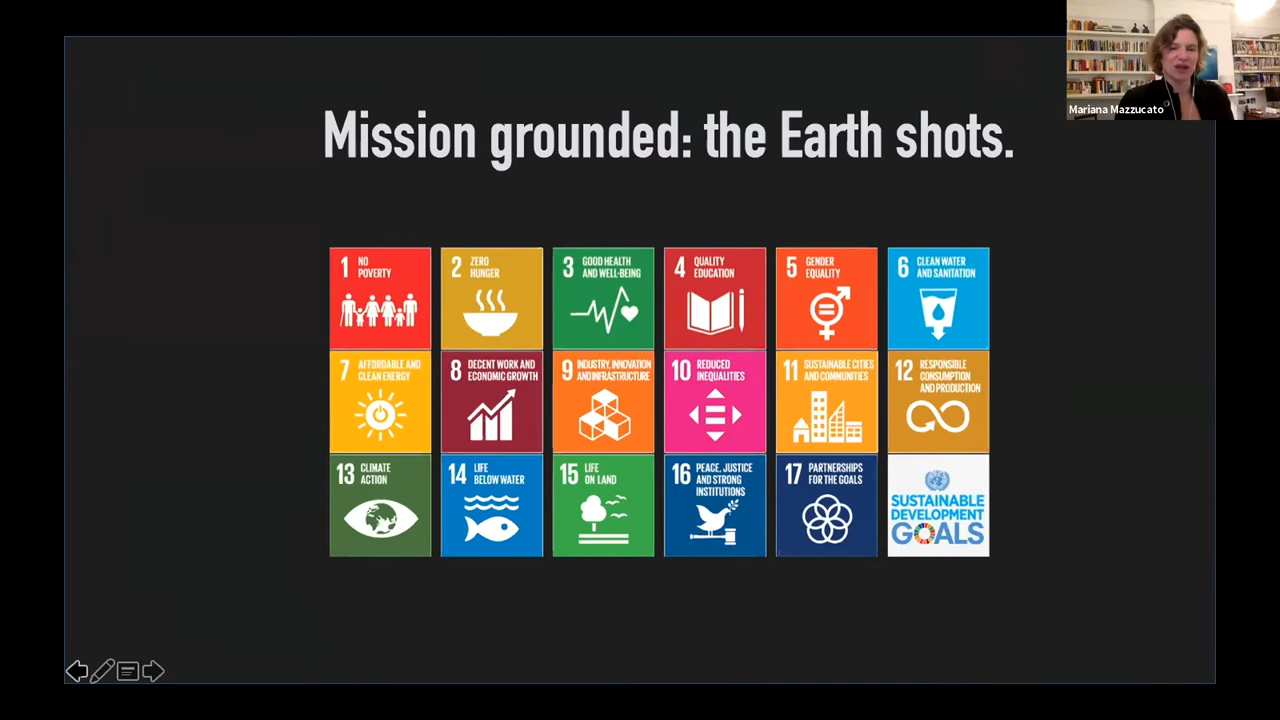 Mariana Mazzucato
Mission grounded: the Earth shots.
1 NO
POVERTY
2 ZERO
HUNGER
3 GOOD HEALTH
AND WELL-BEING
4 QUALITY
EDUCATION
5 GENDER
EQUALITY
6 CLEAN WATER
AND SANITATION
7 AFFORDABLE AND
CLEAN ENERGY
8 DECENT WORK AND
ECONOMIC GROWTH
9 INDUSTRY, INNOVATION
AND INFRASTRUCTURE
10 REDUCED
INEQUALITIES
11 SUSTAINABLE CITIES
AND COMMUNITIES
12 RESPONSIBLE
CONSUMPTION
AND PRODUCTION
13 CLIMATE
ACTION
14 LIFE
BELOW WATER
15 LIFE
ON LAND
16 PEACE, JUSTICE
AND STRONG
INSTITUTIONS
17 PARTNERSHIPS
FOR THE GOALS
SUSTAINABLE
DEVELOPMENT
GOALS